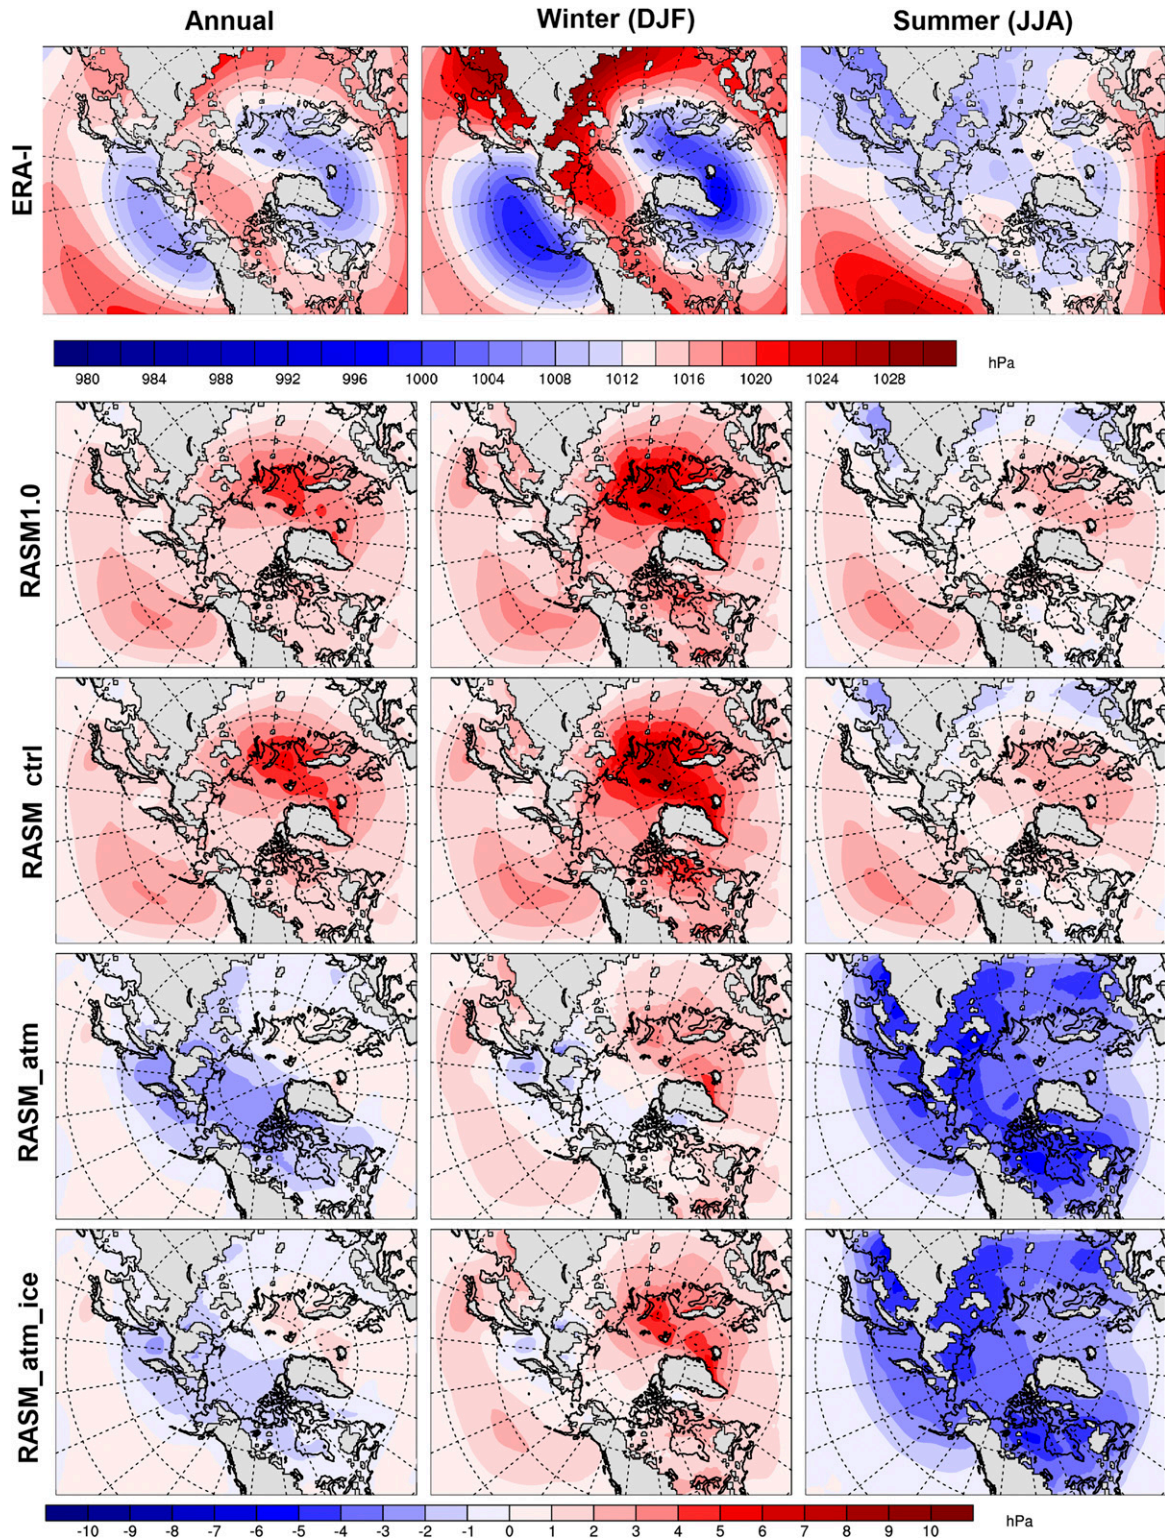 Annual Winter (DJF) Summer (JJA)
ERA-I
980 984 988 992 996 1000 1004 1008 1012 1016 1020 1024 1028 hPa
RASM1.0
RASM_ctrl
RASM_atm
RASM_atm_ice
-10 -9 -8 -7 -6 -5 -4 -3 -2 -1 0 1 2 3 4 5 6 7 8 9 10 hPa